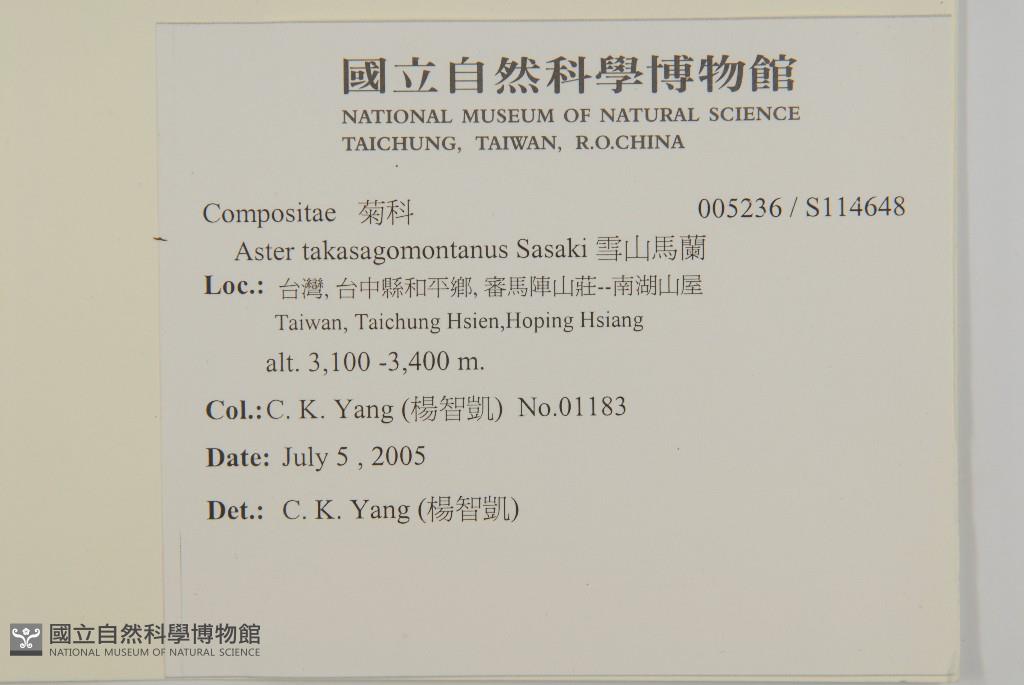 國立自然科學博物館
NATIONAL MUSEUM OF NATURAL SCIENCE
TAICHUNG, TAIWAN, R.O.CHINA
Compositae 菊科 005236 / S114648
Aster takasagomontanus Sasaki 雪山馬蘭
Loc.: 台灣, 台中縣和平鄉, 審馬陣山莊--南湖山屋
Taiwan, Taichung Hsien,Hoping Hsiang
alt. 3,100 -3,400 m.
Col.: C. K. Yang (楊智凱) No.01183
Date: July 5 , 2005
Det.: C. K. Yang (楊智凱)
國立自然科學博物館
NATIONAL MUSEUM OF NATURAL SCIENCE